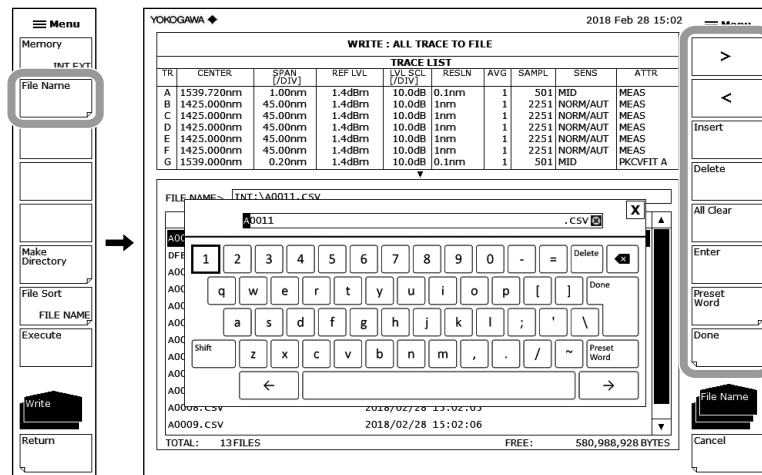 Menu
Memory
INT EXT
File Name
Make
Directory
File Sort
FILE NAME
Execute
Write
Return
YOKOGAWA
2018 Feb 28 15:02
WRITE : ALL TRACE TO FILE
TRACE LIST
TR CENTER SPAN [/DIV] REF LVL LVL SCL [/DIV] RESLN AVG SAMPL SENS ATTR
A 1539.720nm 1.00nm 1.4dBm 10.0dB 0.1nm 1 501 MID MEAS
B 1425.000nm 45.00nm 1.4dBm 10.0dB 1nm 1 2251 NORM/AUT MEAS
C 1425.000nm 45.00nm 1.4dBm 10.0dB 1nm 1 2251 NORM/AUT MEAS
D 1425.000nm 45.00nm 1.4dBm 10.0dB 1nm 1 2251 NORM/AUT MEAS
E 1425.000nm 45.00nm 1.4dBm 10.0dB 1nm 1 2251 NORM/AUT MEAS
F 1425.000nm 45.00nm 1.4dBm 10.0dB 1nm 1 2251 NORM/AUT MEAS
G 1539.000nm 0.20nm 1.4dBm 10.0dB 0.1nm 1 501 MID PKCVFIT A
FILE NAME> INT:\A0011.CSV
X
A0011 .CSV
1 2 3 4 5 6 7 8 9 0 - = Delete
q w e r t y u i o p [ ] Done
a s d f g h j k l ; ' \
Shift z x c v b n m , . / ~ Preset Word
← →
A0008.CSV 2018/02/28 15:02:05
A0009.CSV 2018/02/28 15:02:06
TOTAL: 13FILES FREE: 580,988,928 BYTES
Menu
>
<
Insert
Delete
All Clear
Enter
Preset
Word
Done
File Name
Cancel